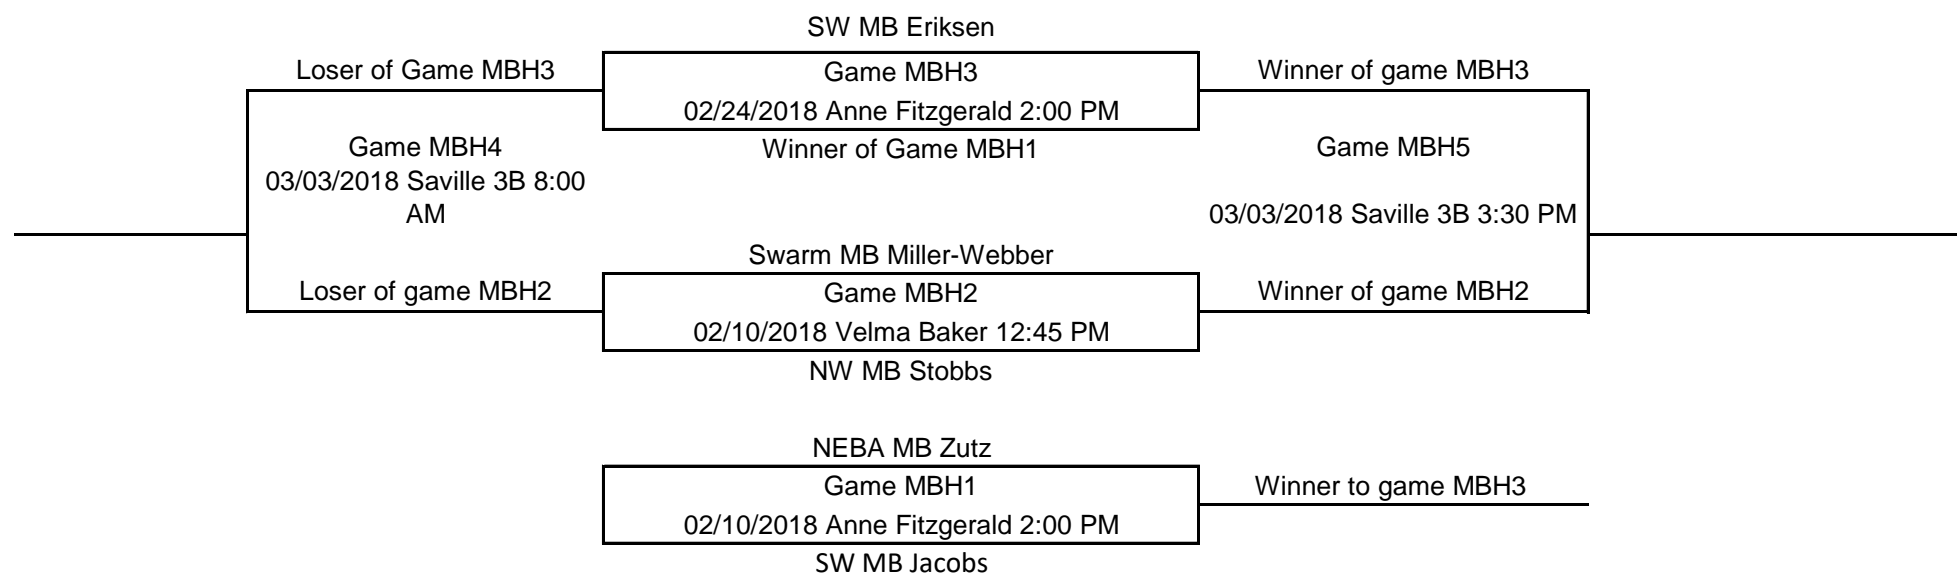 SW MB Eriksen
Loser of Game MBH3
Game MBH3
Winner of game MBH3
02/24/2018 Anne Fitzgerald 2:00 PM
Game MBH4
Winner of Game MBH1
Game MBH5
03/03/2018 Saville 3B 8:00
AM
03/03/2018 Saville 3B 3:30 PM
Swarm MB Miller-Webber
Loser of game MBH2
Game MBH2
Winner of game MBH2
02/10/2018 Velma Baker 12:45 PM
NW MB Stobbs
NEBA MB Zutz
Game MBH1
Winner to game MBH3
02/10/2018 Anne Fitzgerald 2:00 PM
SW MB Jacobs